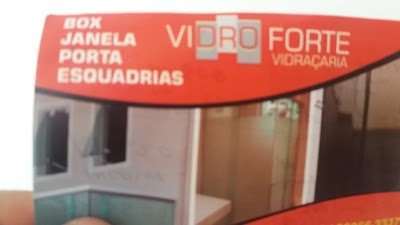 BOX
JANELA
PORTA
ESQUADRIAS
VIDRO FORTE
VIDRAÇARIA